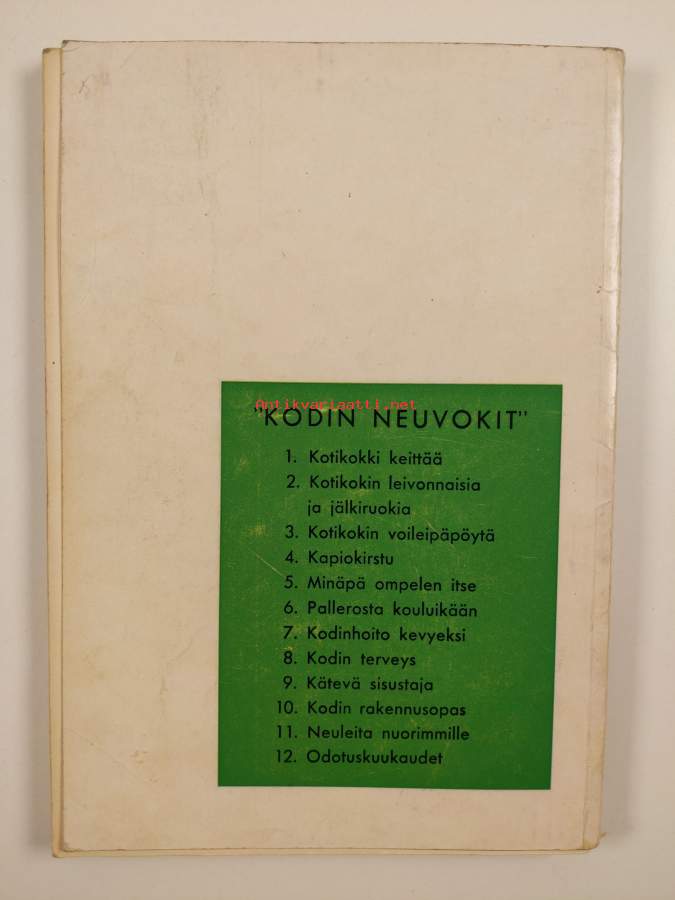 Antikvariaatti.net
"KODIN NEUVOKIT"
1. Kotikokki keittää
2. Kotikokin leivonnaisia
ja jälkiruokia
3. Kotikokin voileipäpöytä
4. Kapiokirstu
5. Minäpä ompelen itse
6. Pallerosta kouluikään
7. Kodinhoito kevyeksi
8. Kodin terveys
9. Kätevä sisustaja
10. Kodin rakennusopas
11. Neuleita nuorimmille
12. Odotuskuukaudet